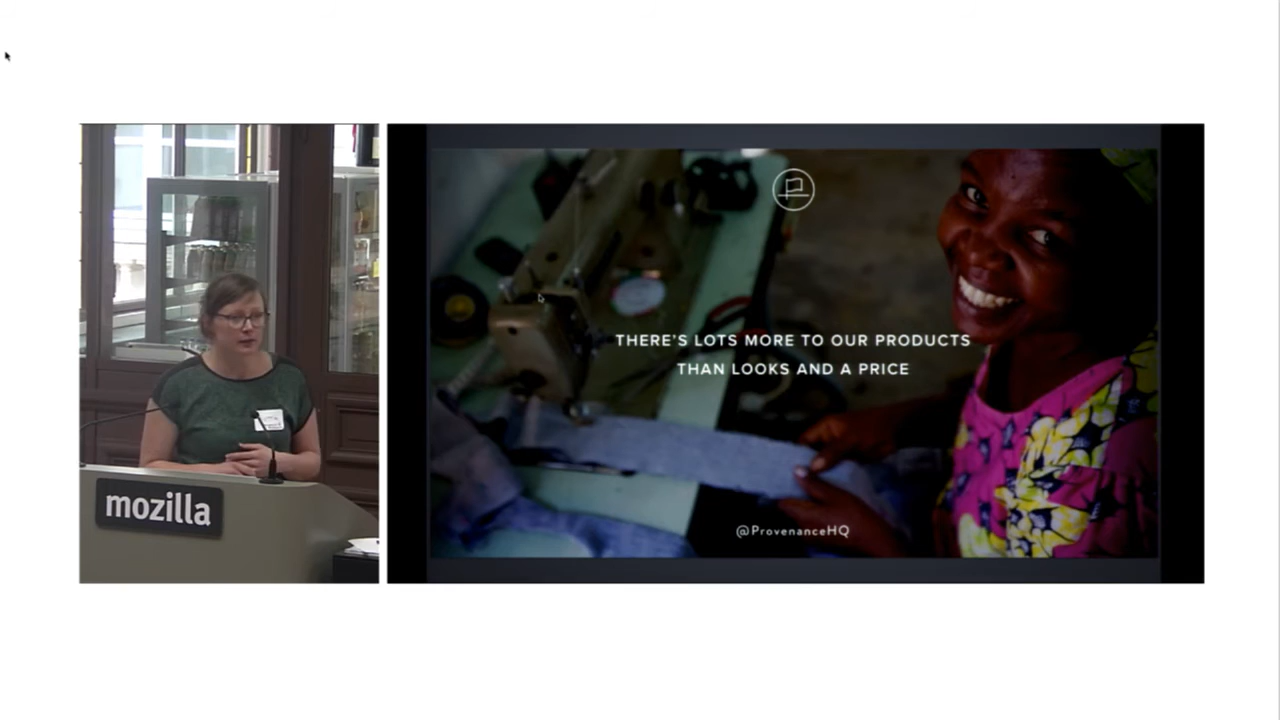 mozilla
THERE'S LOTS MORE TO OUR PRODUCTS
THAN LOOKS AND A PRICE
@ProvenanceHQ